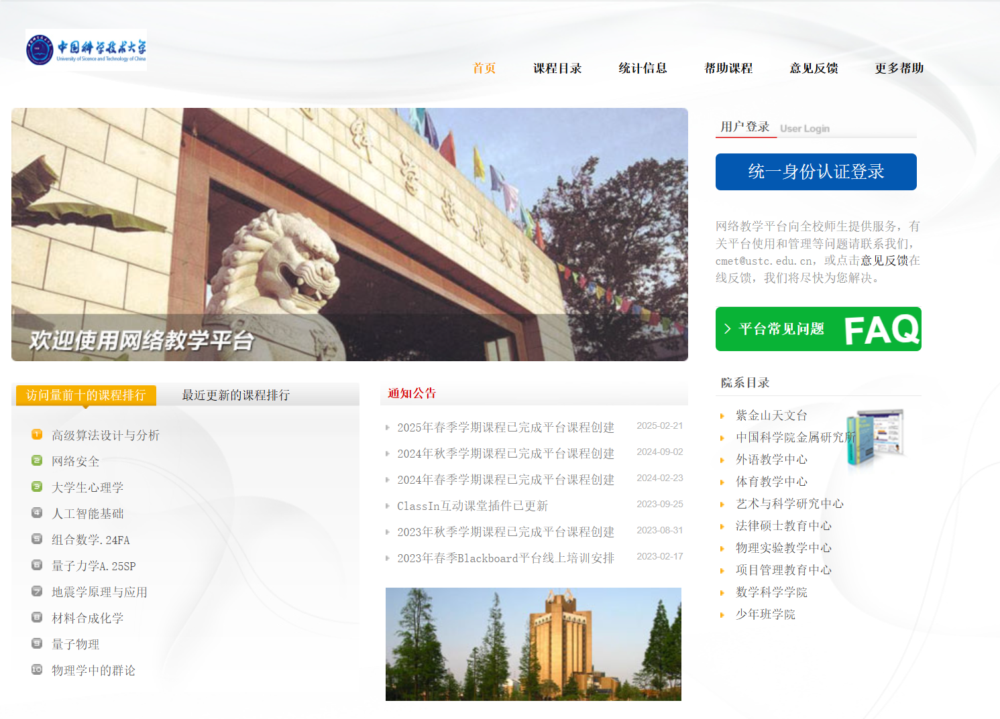 中国科学技术大学
University of Sicence and Technology of China
首页 课程目录 统计信息 帮助课程 意见反馈 更多帮助
欢迎使用网络教学平台
用户登录 User Login
统一身份认证登录
网络教学平台向全校师生提供服务，有
关平台使用和管理等问题请联系我们，
cmet@ustc.edu.cn，或点击意见反馈在
线反馈，我们将尽快为您解决。
平台常见问题 FAQ
访问量前十的课程排行 最近更新的课程排行
1 高级算法设计与分析
2 网络安全
3 大学生心理学
4 人工智能基础
5 组合数学.24FA
6 量子力学A.25SP
7 地震学原理与应用
8 材料合成化学
9 量子物理
10 物理学中的群论
通知公告
2025年春季学期课程已完成平台课程创建 2025-02-21
2024年秋季学期课程已完成平台课程创建 2024-09-02
2024年春季学期课程已完成平台课程创建 2024-02-23
ClassIn互动课堂插件已更新 2023-09-25
2023年秋季学期课程已完成平台课程创建 2023-08-31
2023年春季Blackboard平台线上培训安排 2023-02-17
院系目录
紫金山天文台
中国科学院金属研究所
外语教学中心
体育教学中心
艺术与科学研究中心
法律硕士教育中心
物理实验教学中心
项目管理教育中心
数学科学学院
少年班学院